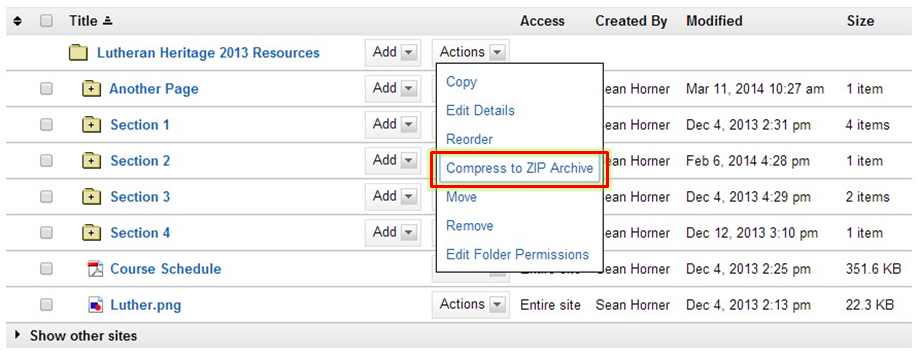 Title Access Created By Modified Size
Lutheran Heritage 2013 Resources Add Actions
Copy
Another Page Add Sean Horner Mar 11, 2014 10:27 am 1 item
Edit Details
Section 1 Add Sean Horner Dec 4, 2013 2:31 pm 4 items
Reorder
Section 2 Add Sean Horner Feb 6, 2014 4:28 pm 1 item
Compress to ZIP Archive
Section 3 Add Sean Horner Dec 4, 2013 4:29 pm 2 items
Move
Remove
Section 4 Add Sean Horner Dec 12, 2013 3:10 pm 1 item
Edit Folder Permissions
Course Schedule Entire site Sean Horner Dec 4, 2013 2:25 pm 351.6 KB
Luther.png Actions Entire site Sean Horner Dec 4, 2013 2:13 pm 22.3 KB
Show other sites